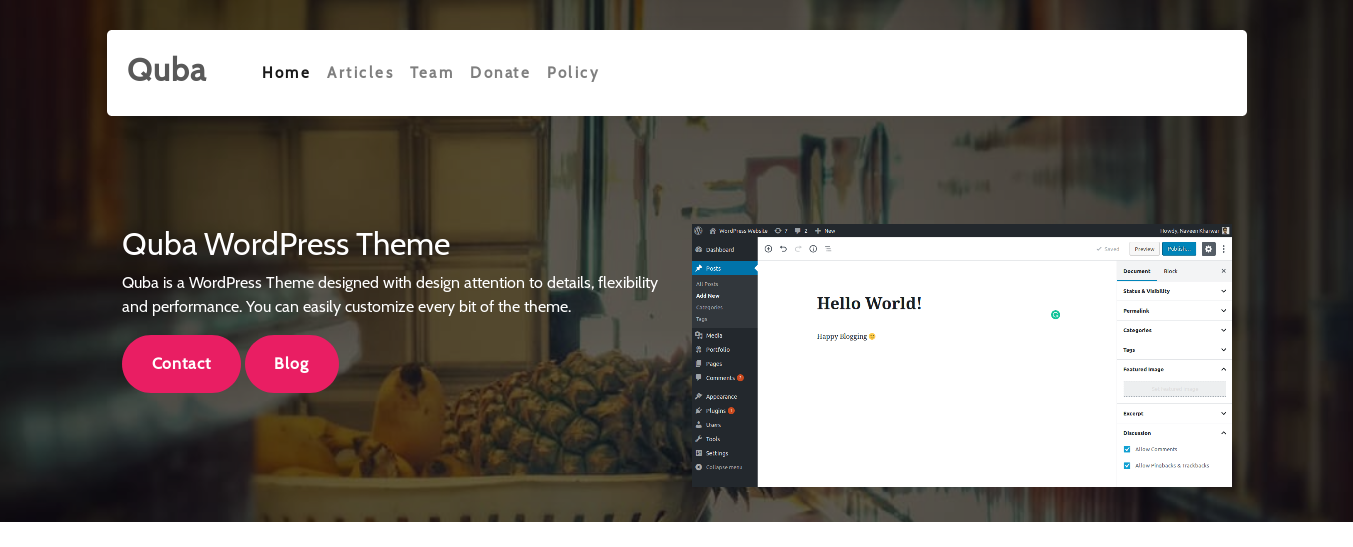 Quba
Home Articles Team Donate Policy
Quba WordPress Theme
Quba is a WordPress Theme designed with design attention to details, flexibility
and performance. You can easily customize every bit of the theme.
Contact Blog
WordPress Website 7 2 New Howdy, Naveen Kharwar
Dashboard
Saved Preview Publish...
Posts
All Posts
Add New
Categories
Tags
Media
Portfolio
Pages
Comments 1
Appearance
Plugins 1
Users
Tools
Settings
Collapse menu
Hello World!
Happy Blogging 🙂
Document Block
Status & Visibility
Permalink
Categories
Tags
Featured Image
Set featured image
Excerpt
Discussion
Allow Comments
Allow Pingbacks & Trackbacks